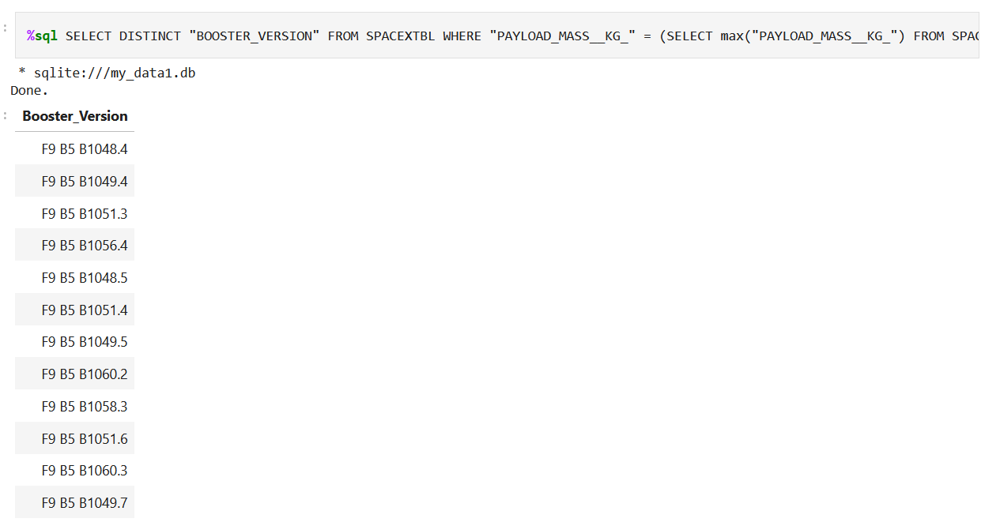 %sql SELECT DISTINCT "BOOSTER_VERSION" FROM SPACEXTBL WHERE "PAYLOAD_MASS__KG_" = (SELECT max("PAYLOAD_MASS__KG_") FROM
* sqlite:///my_data1.db
Done.
Booster_Version
F9 B5 B1048.4
F9 B5 B1049.4
F9 B5 B1051.3
F9 B5 B1056.4
F9 B5 B1048.5
F9 B5 B1051.4
F9 B5 B1049.5
F9 B5 B1060.2
F9 B5 B1058.3
F9 B5 B1051.6
F9 B5 B1060.3
F9 B5 B1049.7